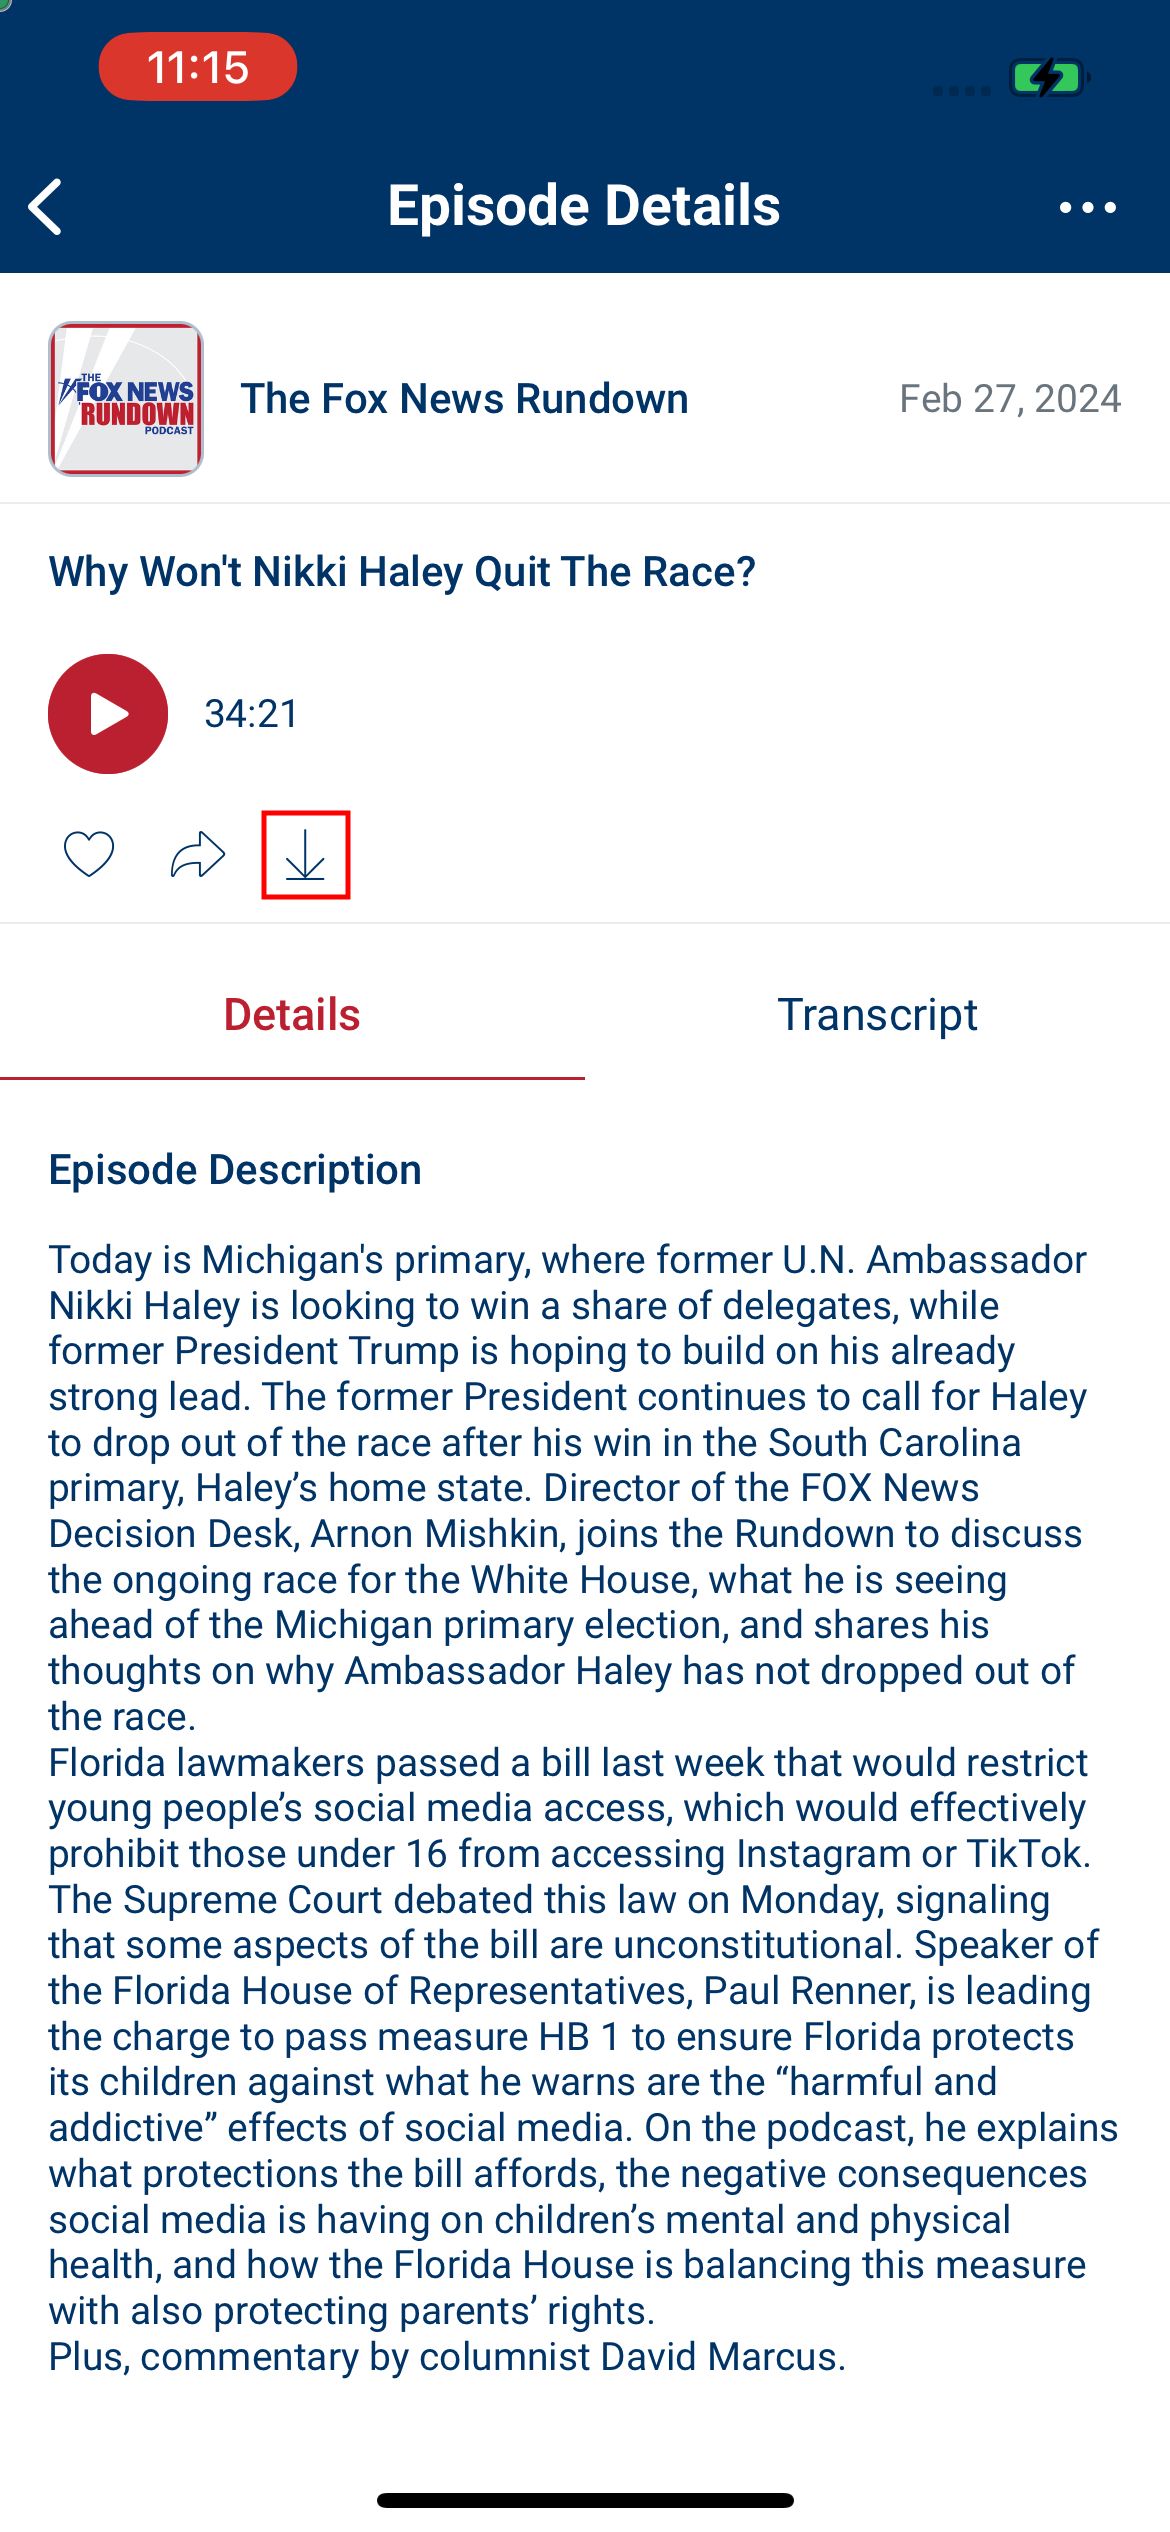 11:15
Episode Details
THE
FOX NEWS
RUNDOWN
PODCAST
The Fox News Rundown
Feb 27, 2024
Why Won't Nikki Haley Quit The Race?
34:21
Details
Transcript
Episode Description
Today is Michigan's primary, where former U.N. Ambassador
Nikki Haley is looking to win a share of delegates, while
former President Trump is hoping to build on his already
strong lead. The former President continues to call for Haley
to drop out of the race after his win in the South Carolina
primary, Haley’s home state. Director of the FOX News
Decision Desk, Arnon Mishkin, joins the Rundown to discuss
the ongoing race for the White House, what he is seeing
ahead of the Michigan primary election, and shares his
thoughts on why Ambassador Haley has not dropped out of
the race.
Florida lawmakers passed a bill last week that would restrict
young people’s social media access, which would effectively
prohibit those under 16 from accessing Instagram or TikTok.
The Supreme Court debated this law on Monday, signaling
that some aspects of the bill are unconstitutional. Speaker of
the Florida House of Representatives, Paul Renner, is leading
the charge to pass measure HB 1 to ensure Florida protects
its children against what he warns are the “harmful and
addictive” effects of social media. On the podcast, he explains
what protections the bill affords, the negative consequences
social media is having on children’s mental and physical
health, and how the Florida House is balancing this measure
with also protecting parents’ rights.
Plus, commentary by columnist David Marcus.